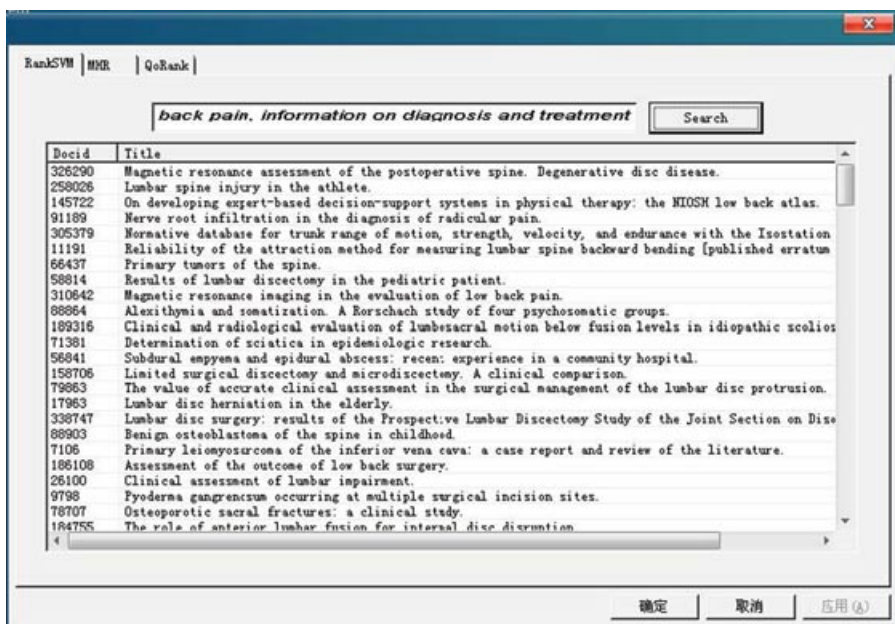 RankSVM MMR QoRank
back pain, information on diagnosis and treatment Search
Docid Title
326290 Magnetic resonance assessment of the postoperative spine. Degenerative disc disease.
258026 Lumbar spine injury in the athlete.
145722 On developing expert-based decision-support systems in physical therapy: the NIOSH low back atlas.
91189 Nerve root infiltration in the diagnosis of radicular pain.
305379 Normative database for trunk range of motion, strength, velocity, and endurance with the Isostation
11191 Reliability of the attraction method for measuring lumbar spine backward bending [published erratum
66437 Primary tumors of the spine.
58814 Results of lumbar discectomy in the pediatric patient.
310642 Magnetic resonance imaging in the evaluation of low back pain.
88864 Alexithymia and somatization. A Rorschach study of four psychosomatic groups.
189316 Clinical and radiological evaluation of lumbosacral motion below fusion levels in idiopathic scolios
71381 Determination of sciatica in epidemiologic research.
56841 Subdural empyema and epidural abscess: recent experience in a community hospital.
158706 Limited surgical discectomy and microdiscectomy. A clinical comparison.
79863 The value of accurate clinical assessment in the surgical management of the lumbar disc protrusion.
17963 Lumbar disc herniation in the elderly.
338747 Lumbar disc surgery: results of the Prospective Lumbar Discectomy Study of the Joint Section on Dise
88903 Benign osteoblastoma of the spine in childhood.
7106 Primary leiomyosarcoma of the inferior vena cava: a case report and review of the literature.
186108 Assessment of the outcome of low back surgery.
26100 Clinical assessment of lumbar impairment.
9798 Pyoderma gangrenosum occurring at multiple surgical incision sites.
78707 Osteoporotic sacral fractures: a clinical study.
184755 The role of anterior lumbar fusion for internal disc disruption
确定 取消 应用(A)